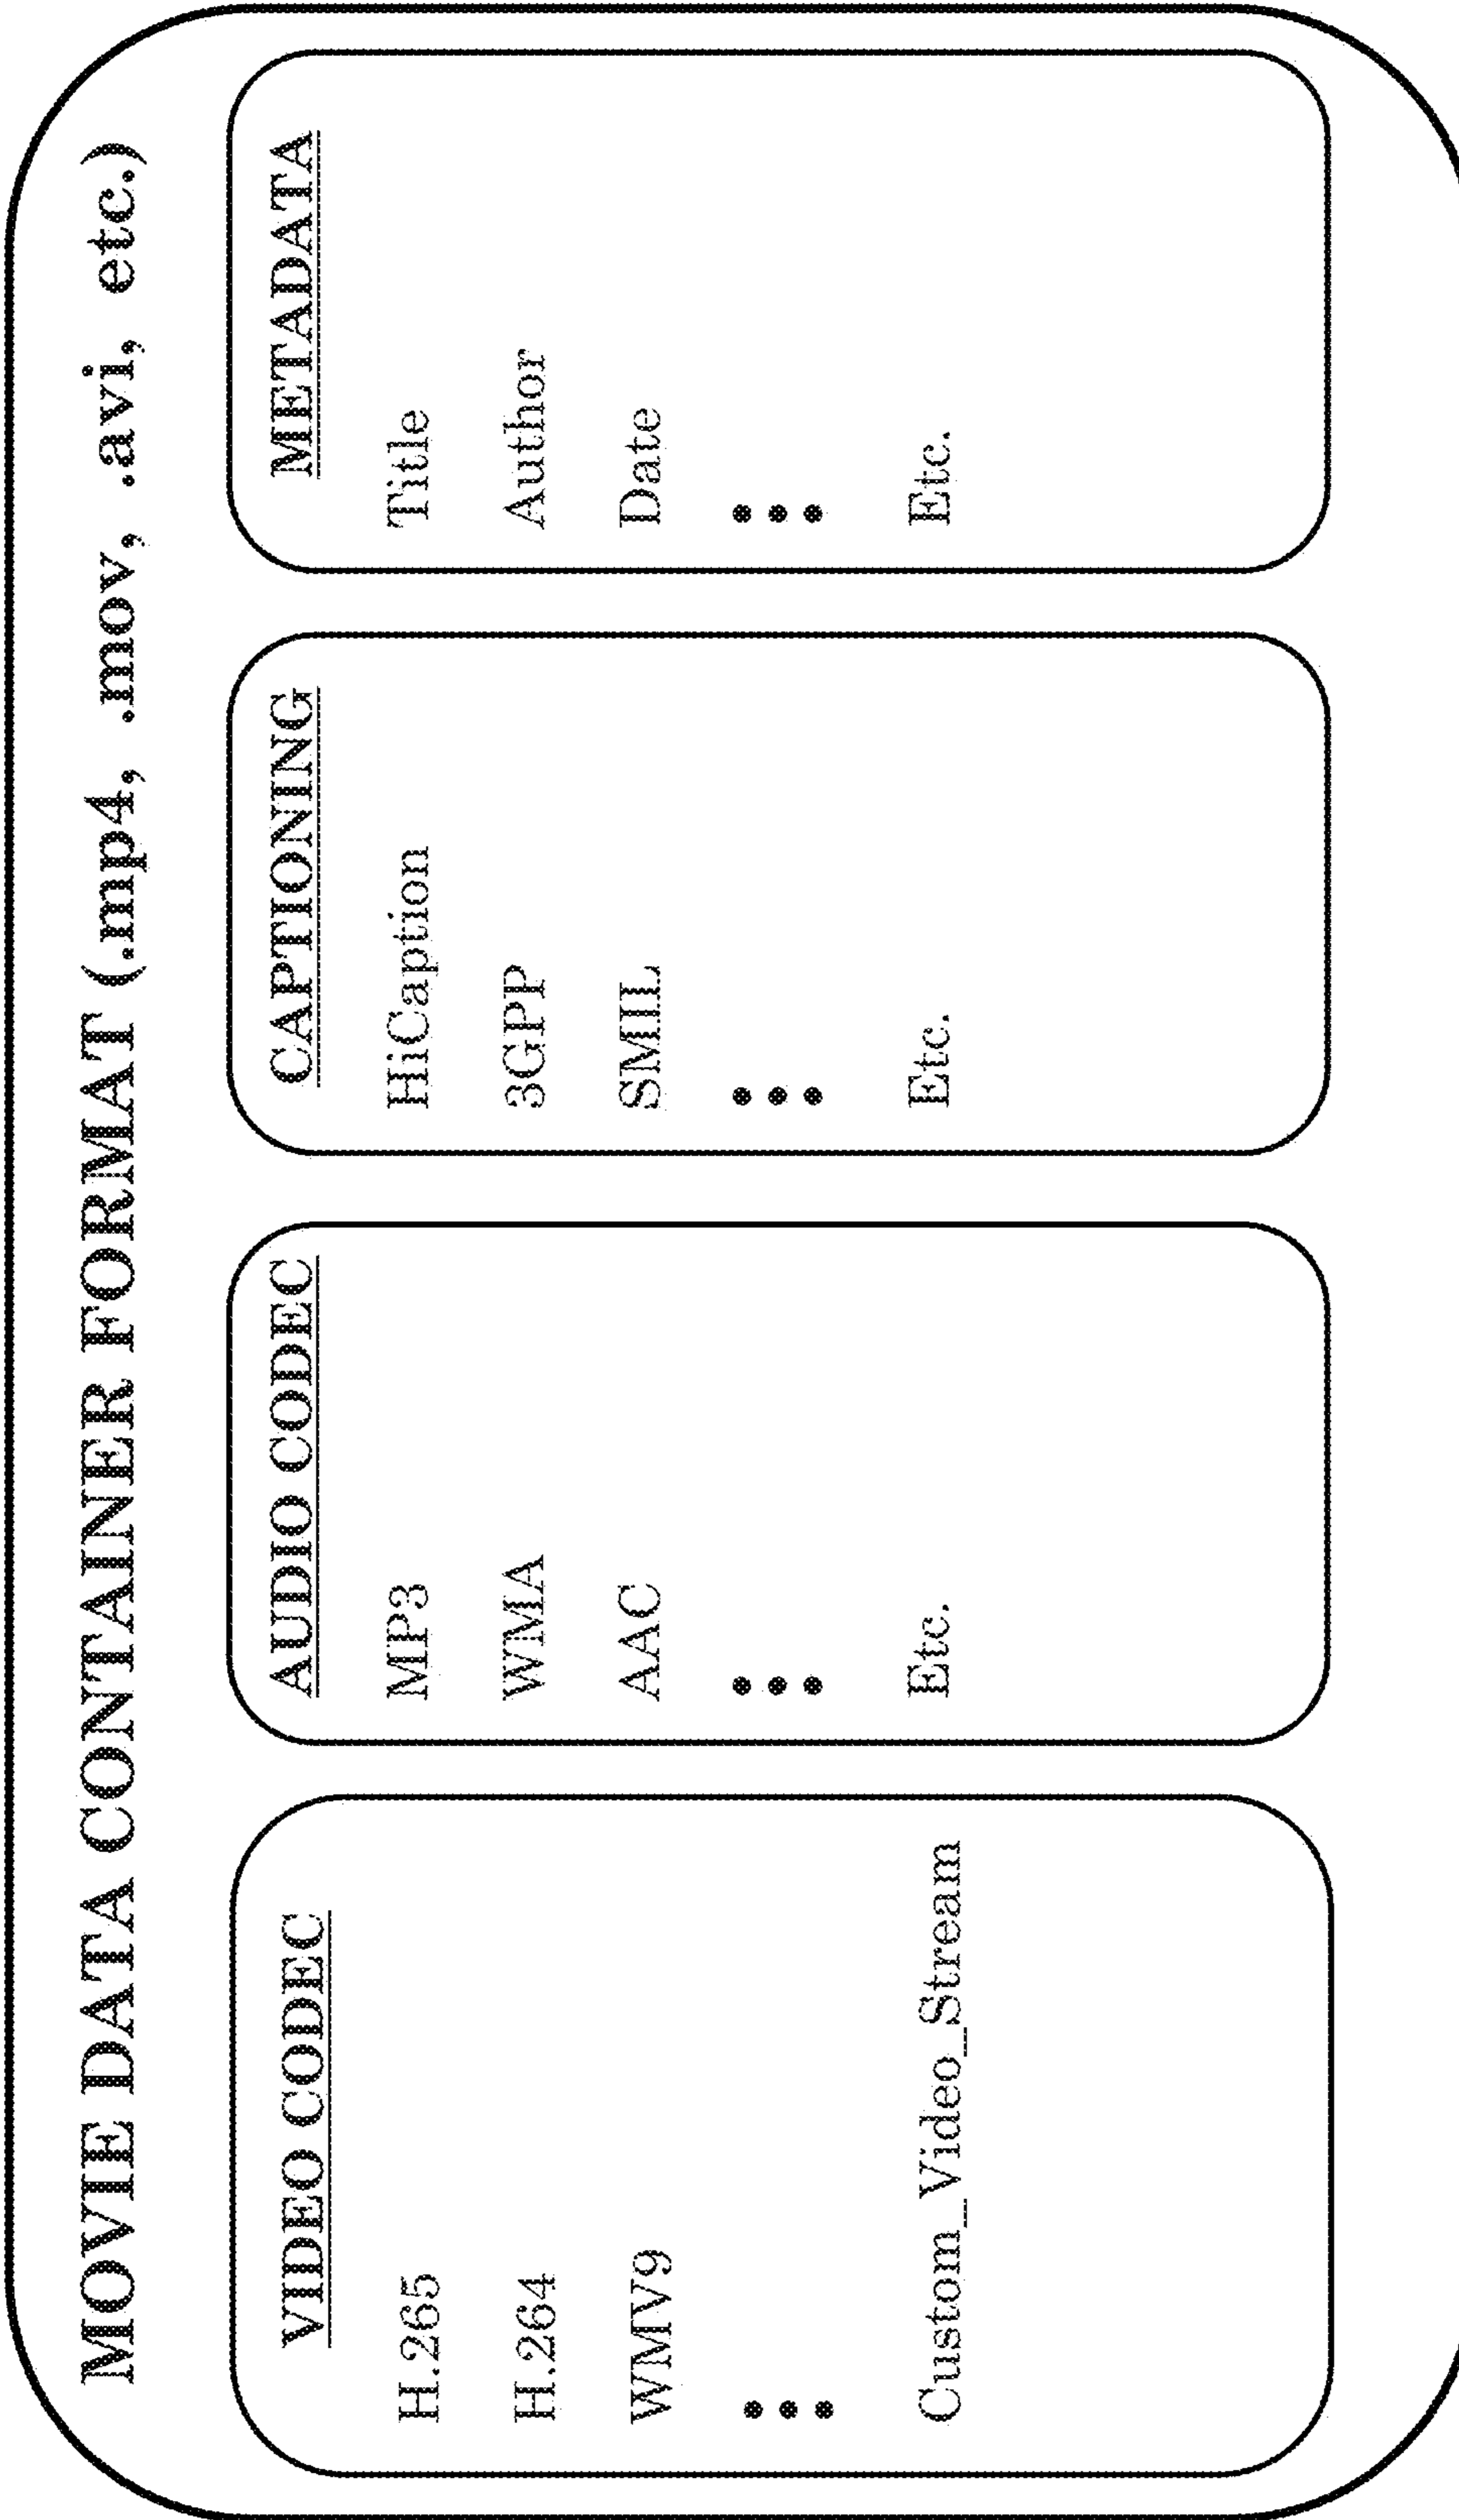 MOVIE DATA CONTAINER FORMAT (.mp4, .mov, .avi, etc.)
VIDEO CODEC
H.265
H.264
WMV9
Custom_Video_Stream
AUDIO CODEC
MP3
WMA
AAC
Etc.
CAPTIONING
HiCaption
3GPP
SMIL
Etc.
METADATA
Title
Author
Date
Etc.